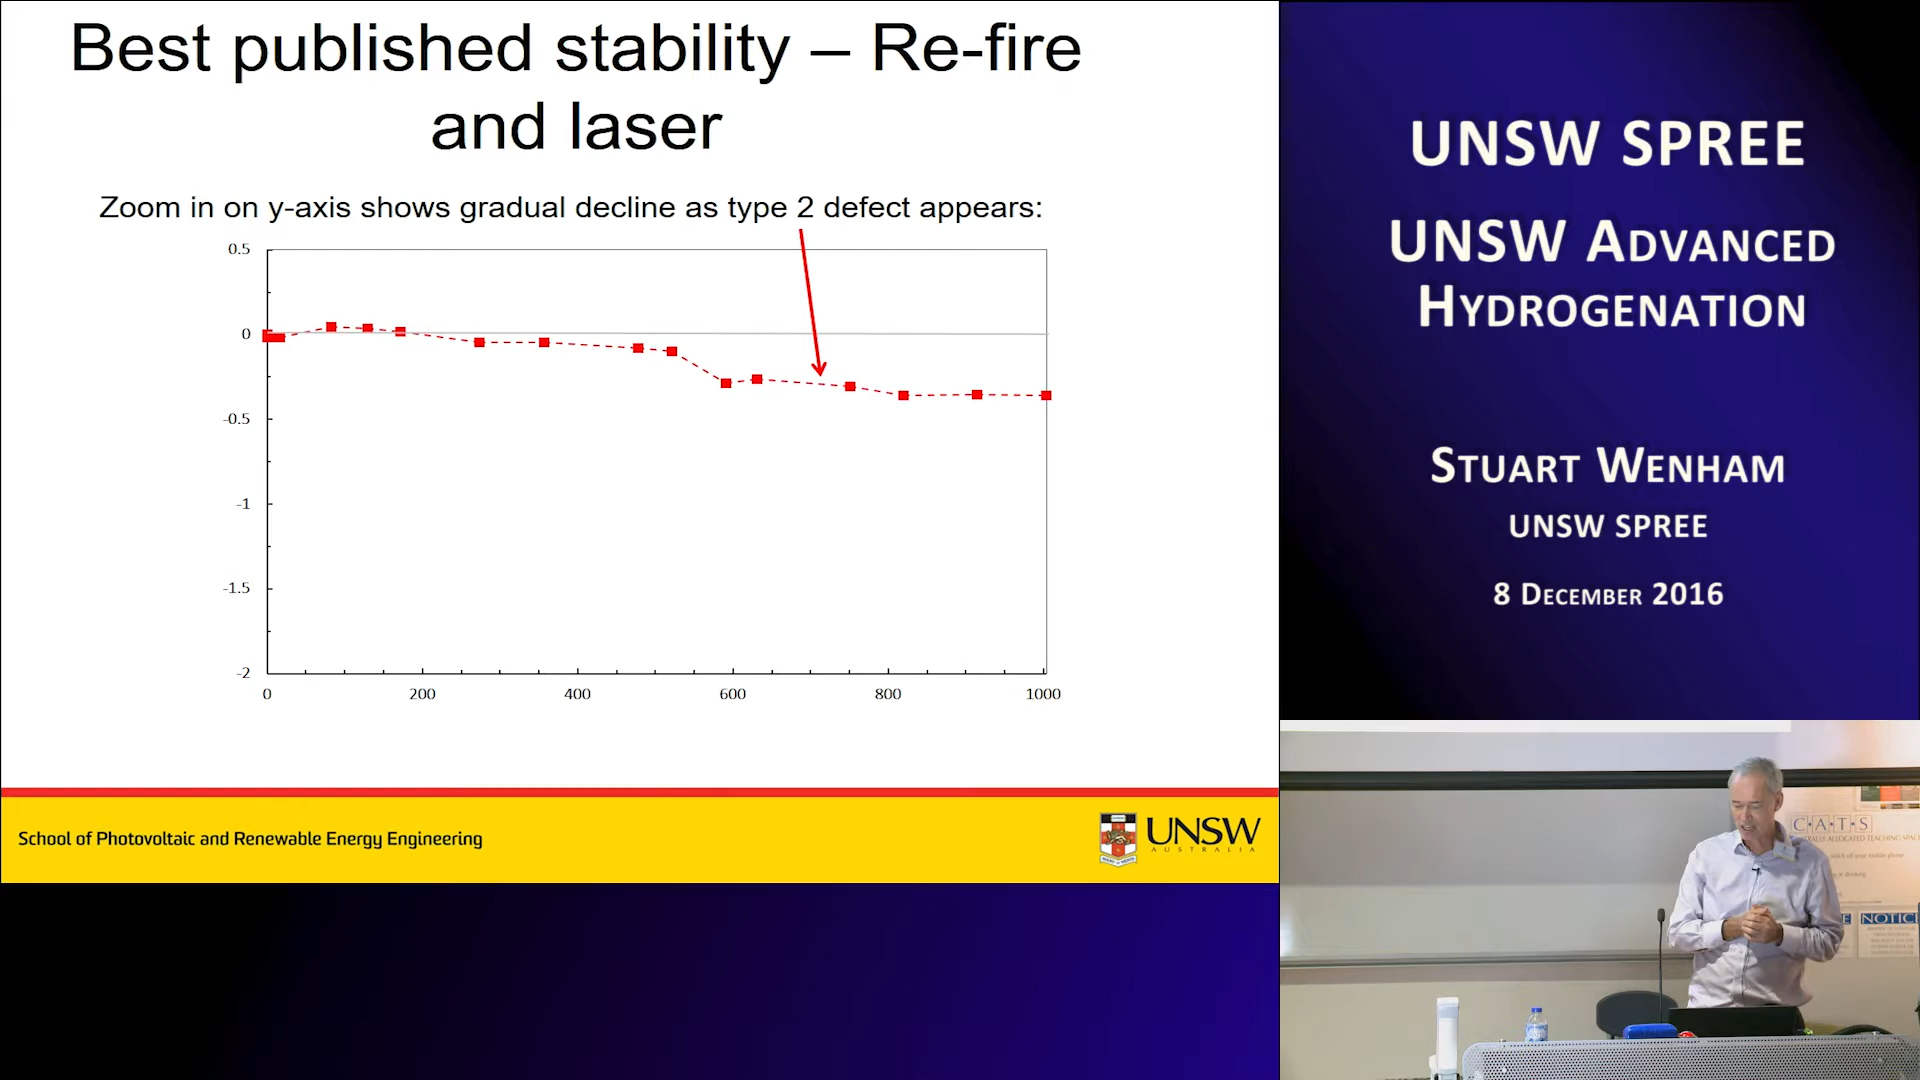 Best published stability – Re-fire
and laser
Zoom in on y-axis shows gradual decline as type 2 defect appears:
0.5
0
-0.5
-1
-1.5
-2
0 200 400 600 800 1000
School of Photovoltaic and Renewable Energy Engineering
UNSW
AUSTRALIA
UNSW SPREE
UNSW Advanced
Hydrogenation
Stuart Wenham
UNSW SPREE
8 December 2016
C·A·T·S
NOTIC